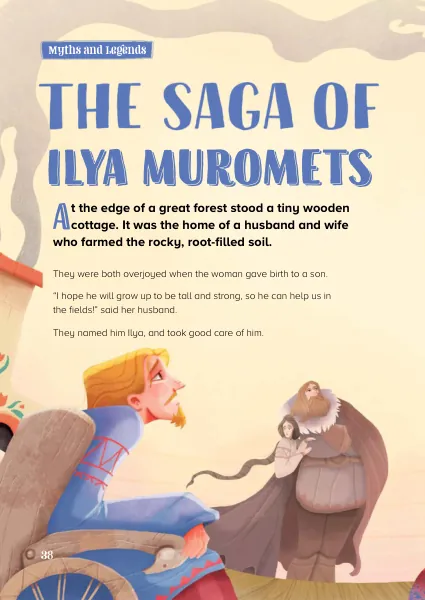 Myths and Legends
THE SAGA OF
ILYA MUROMETS
At the edge of a great forest stood a tiny wooden
cottage. It was the home of a husband and wife
who farmed the rocky, root-filled soil.
They were both overjoyed when the woman gave birth to a son.
“I hope he will grow up to be tall and strong, so he can help us in
the fields!” said her husband.
They named him Ilya, and took good care of him.
38